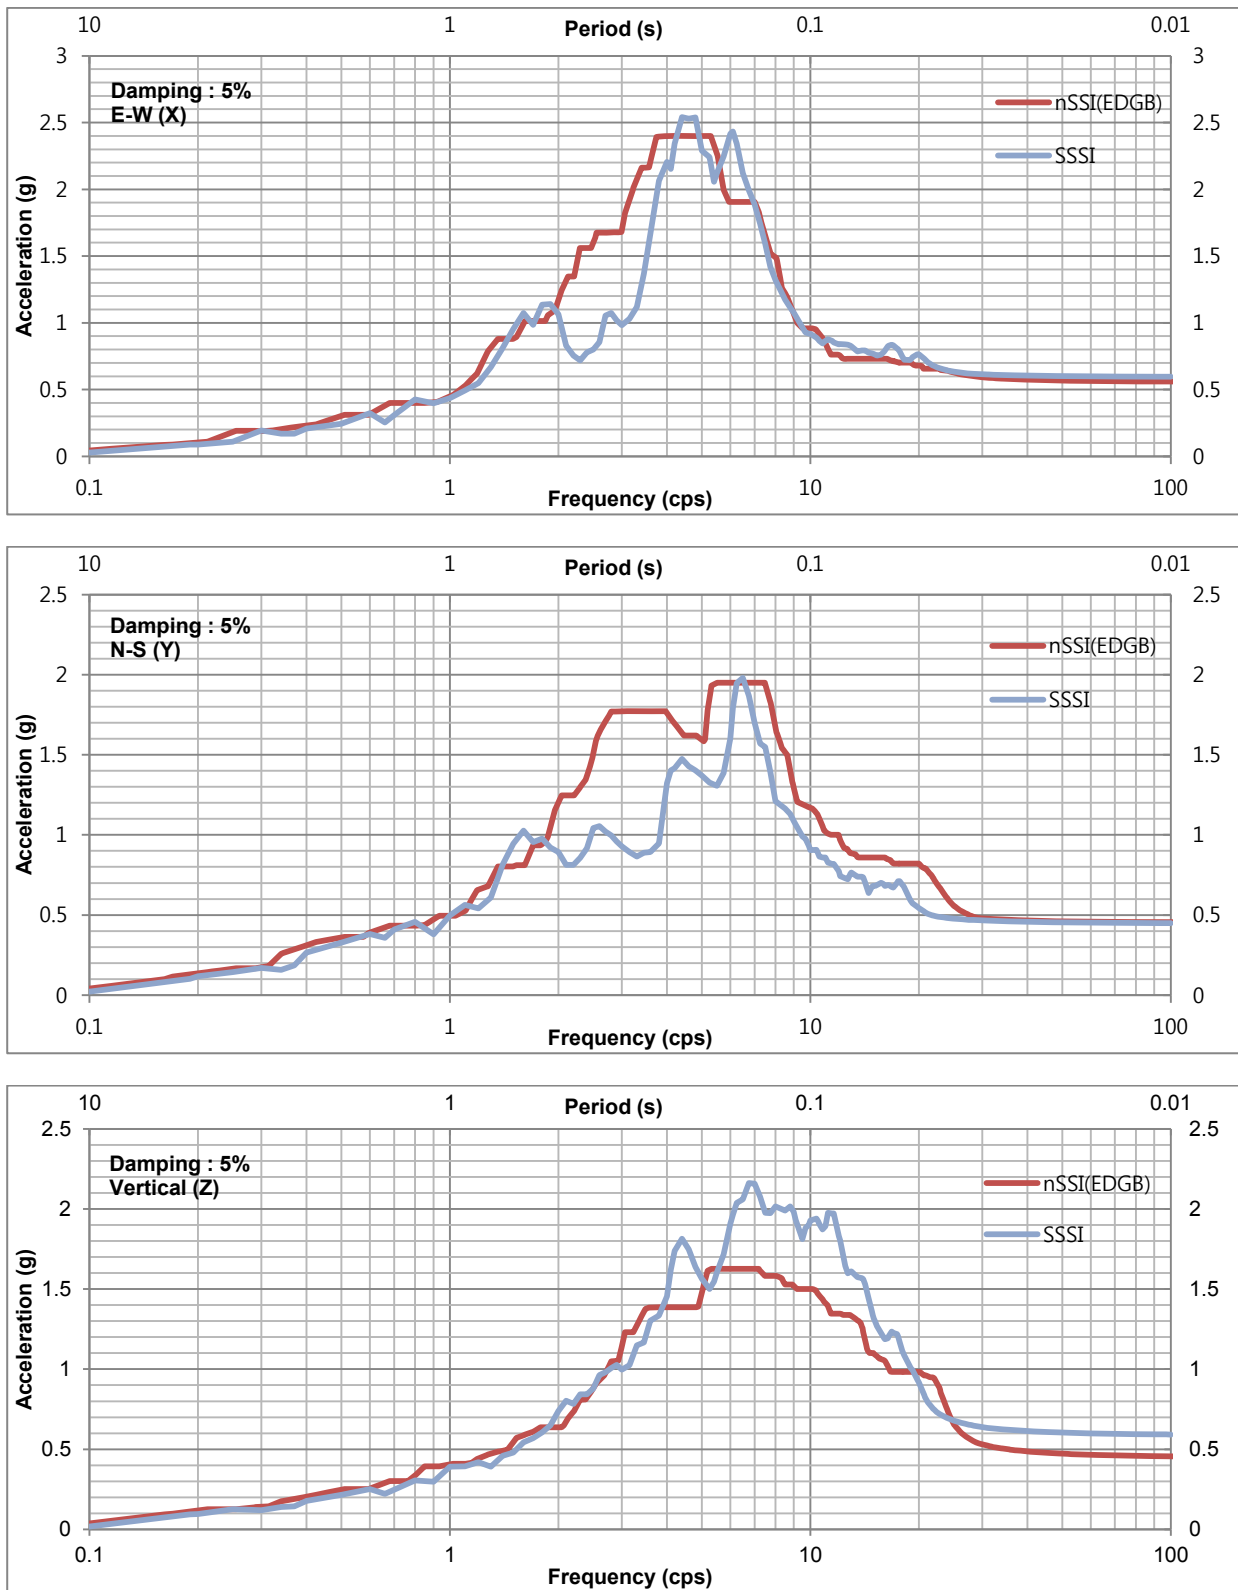 10 1 Period (s) 0.1 0.01
3 3
Damping : 5%
E-W (X)
nSSI(EDGB)
SSSI
2.5 2.5
2 2
1.5 1.5
1 1
0.5 0.5
0 0
Acceleration (g)
0.1 1 10 100
Frequency (cps)
10 1 Period (s) 0.1 0.01
2.5 2.5
Damping : 5%
N-S (Y)
nSSI(EDGB)
SSSI
2 2
1.5 1.5
1 1
0.5 0.5
0 0
Acceleration (g)
0.1 1 10 100
Frequency (cps)
10 1 Period (s) 0.1 0.01
2.5 2.5
Damping : 5%
Vertical (Z)
nSSI(EDGB)
SSSI
2 2
1.5 1.5
1 1
0.5 0.5
0 0
Acceleration (g)
0.1 1 10 100
Frequency (cps)